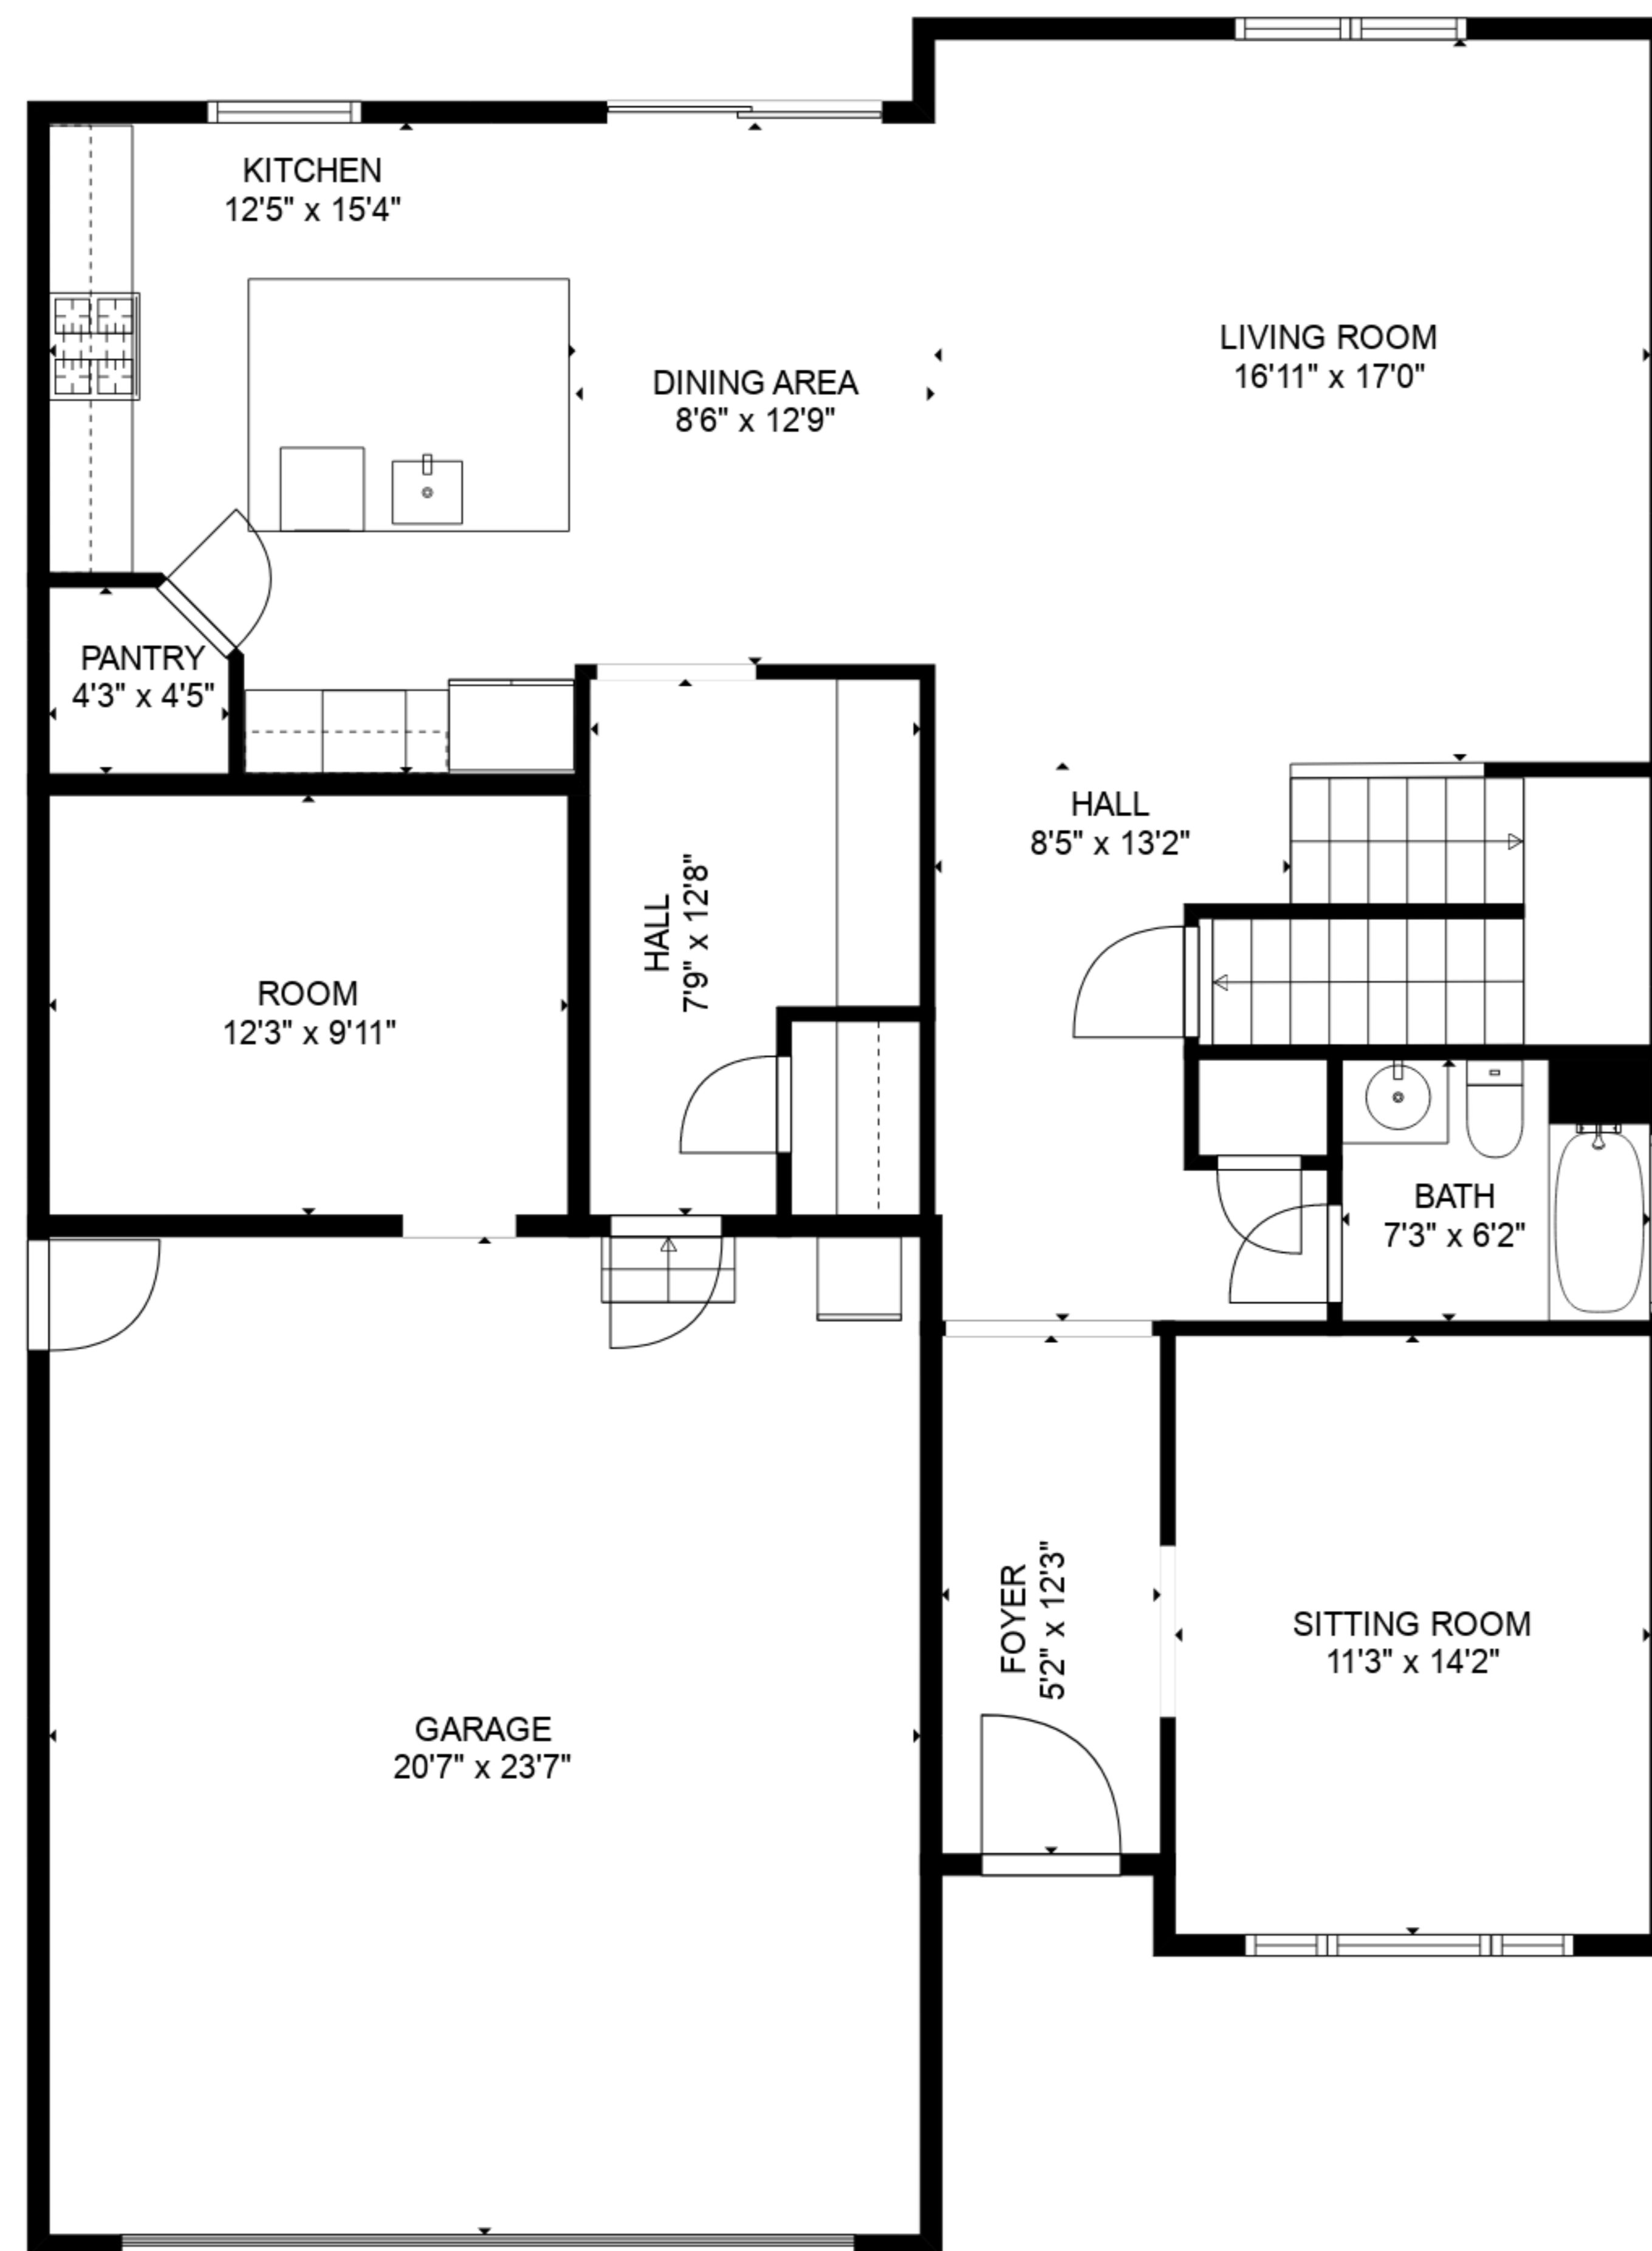 KITCHEN
12'5" x 15'4"
LIVING ROOM
16'11" x 17'0"
DINING AREA
8'6" x 12'9"
PANTRY
4'3" x 4'5"
HALL
8'5" x 13'2"
HALL
7'9" x 12'8"
ROOM
12'3" x 9'11"
BATH
7'3" x 6'2"
FOYER
5'2" x 12'3"
SITTING ROOM
11'3" x 14'2"
GARAGE
20'7" x 23'7"